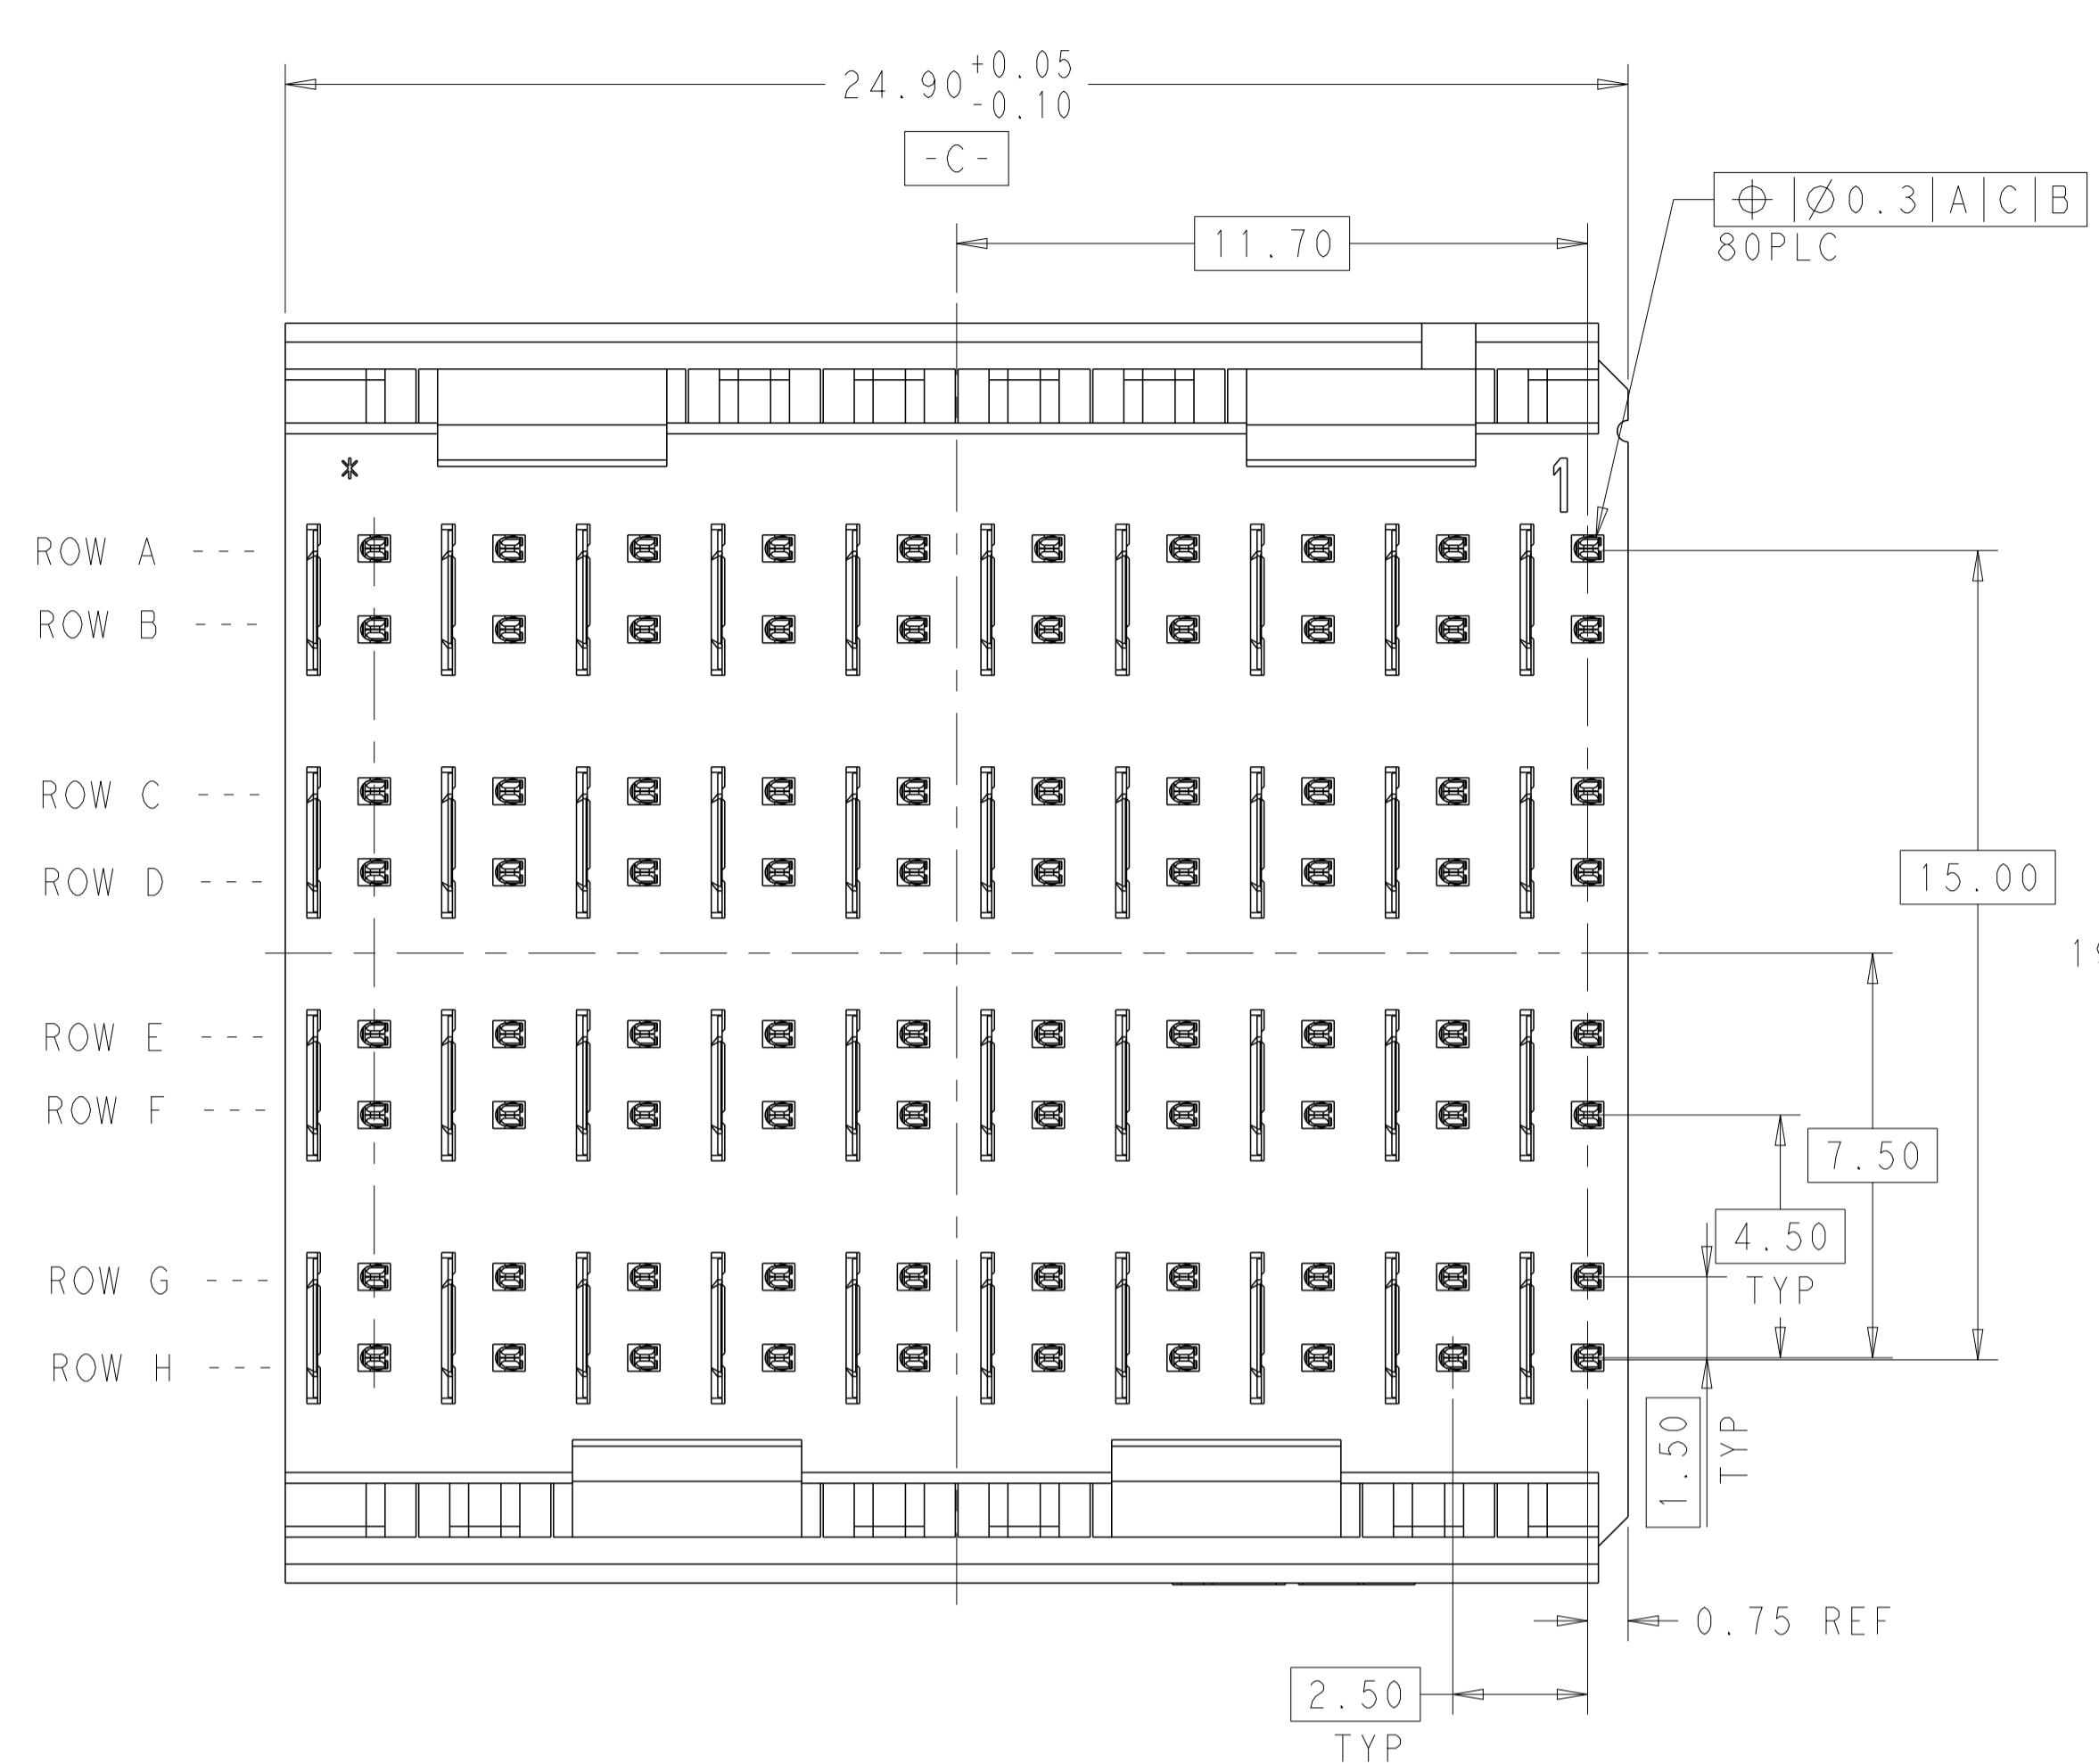 24.90 +0.05
-0.10
-C-
⌖|Ø0.3|A|C|B
80PLC
11.70
*
1
ROW A ---
ROW B ---
ROW C ---
ROW D ---
15.00
ROW E ---
ROW F ---
7.50
4.50
TYP
ROW G ---
ROW H ---
1.50
TYP
0.75 REF
2.50
TYP